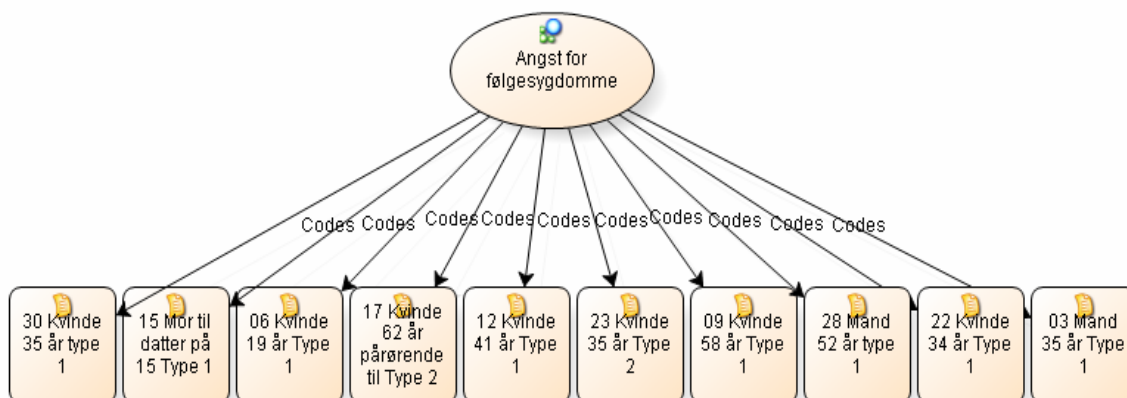 Angst for
følgesygdomme
Codes Codes Codes Codes Codes Codes Codes Codes Codes Codes
30 Kvinde
35 år type
1
15 Mor til
datter på
15 Type 1
06 Kvinde
19 år Type
1
17 Kvinde
62 år
pårørende
til Type 2
12 Kvinde
41 år Type
1
23 Kvinde
35 år Type
2
09 Kvinde
58 år Type
1
28 Mand
52 år type
1
22 Kvinde
34 år Type
1
03 Mand
35 år Type
1